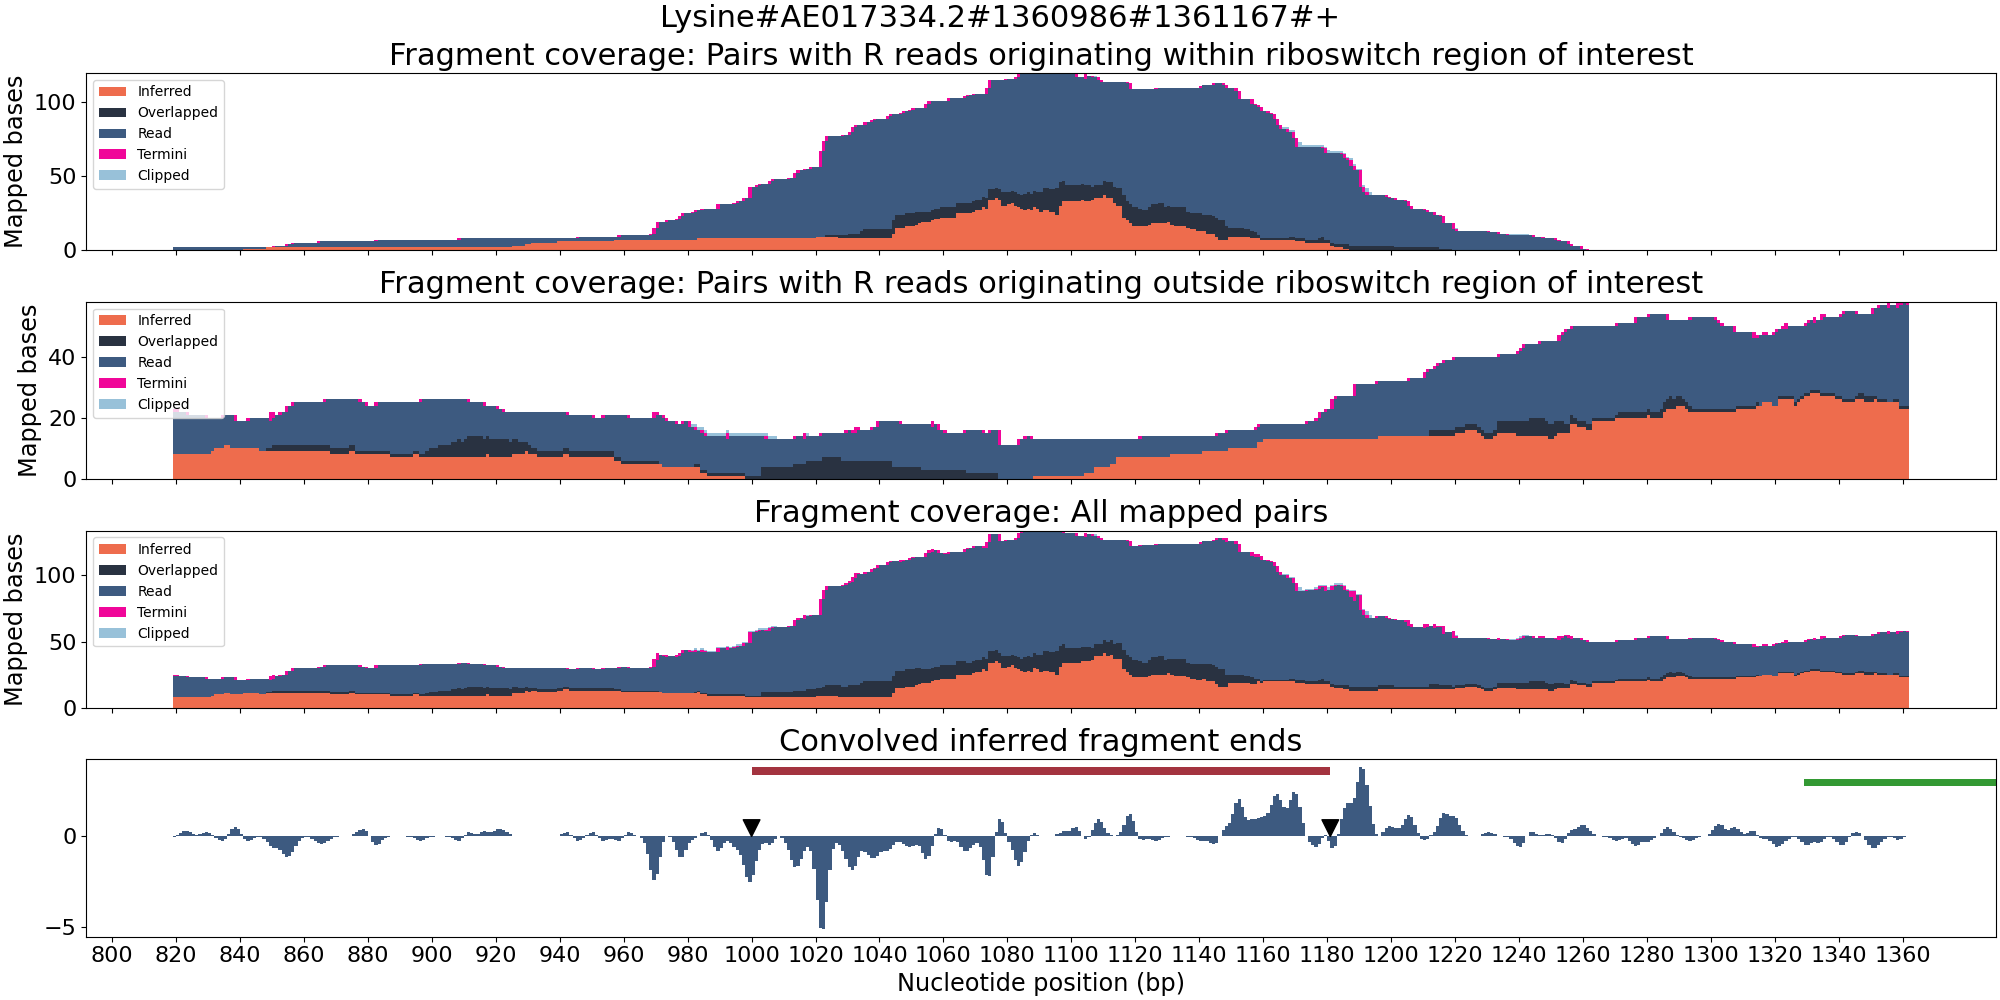 Lysine#AE017334.2#1360986#1361167#+
Fragment coverage: Pairs with R reads originating within riboswitch region of interest
Mapped bases
100
50
0
Inferred
Overlapped
Read
Termini
Clipped
Fragment coverage: Pairs with R reads originating outside riboswitch region of interest
Mapped bases
40
20
0
Inferred
Overlapped
Read
Termini
Clipped
Fragment coverage: All mapped pairs
Mapped bases
100
50
0
Inferred
Overlapped
Read
Termini
Clipped
Convolved inferred fragment ends
0
−5
800 820 840 860 880 900 920 940 960 980 1000 1020 1040 1060 1080 1100 1120 1140 1160 1180 1200 1220 1240 1260 1280 1300 1320 1340 1360
Nucleotide position (bp)